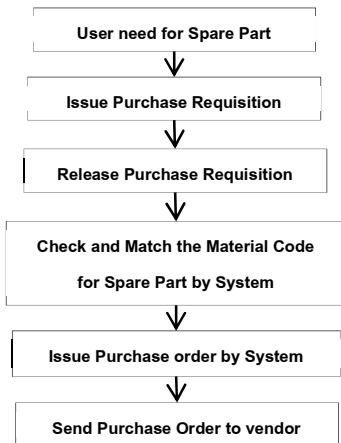 User need for Spare Part
Issue Purchase Requisition
Release Purchase Requisition
Check and Match the Material Code
for Spare Part by System
Issue Purchase order by System
Send Purchase Order to vendor